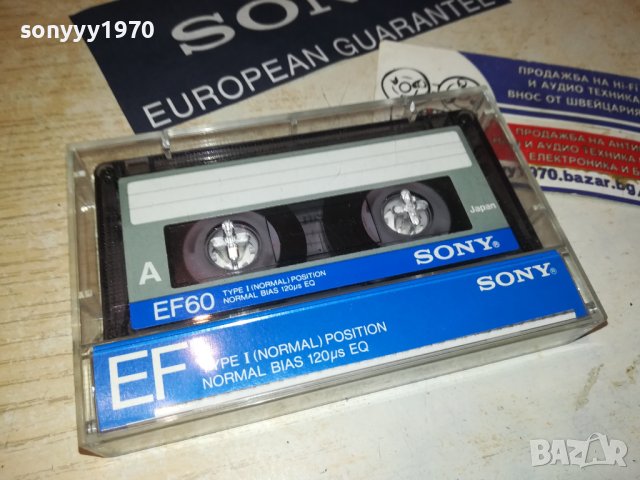 sonyyy1970
SONY
EUROPEAN GUARANTEE
ПРОДАЖБА НА HI-FI
И АУДИО ТЕХНИКА
ВНОС ОТ ШВЕЙЦАРИЯ
ПРОДАЖБА НА АНТИ
И АУДИО ТЕХНИКА
ЕЛЕКТРОНИКА И Б
1970.bazar.bg
Japan
A
SONY®
EF60
TYPE I (NORMAL) POSITION
NORMAL BIAS 120µs EQ
SONY®
EF
TYPE I (NORMAL) POSITION
NORMAL BIAS 120µs EQ
BAZAR
bg